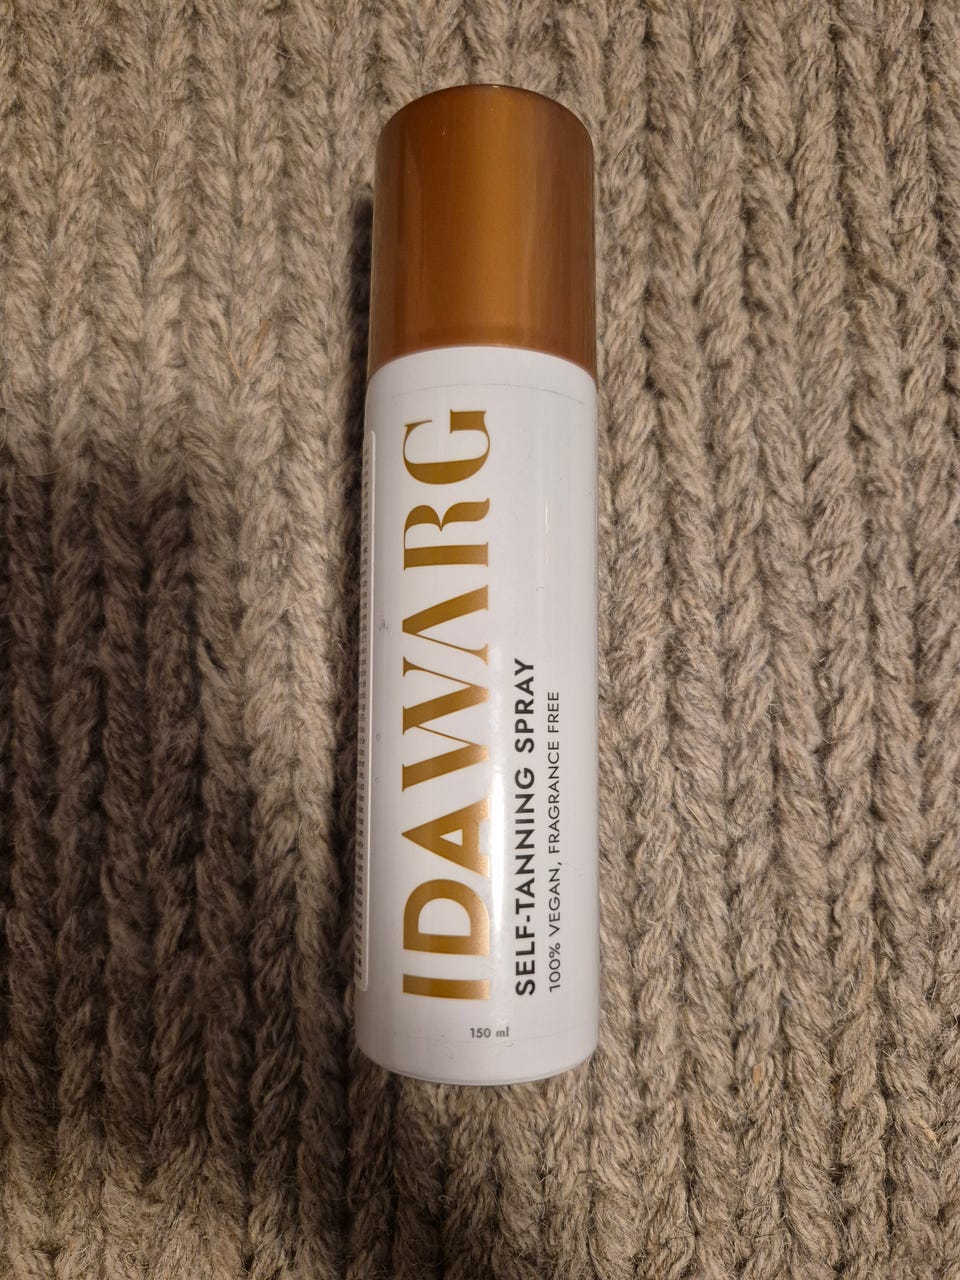 IDAWARG
SELF-TANNING SPRAY
100% VEGAN, FRAGRANCE FREE
150 ml